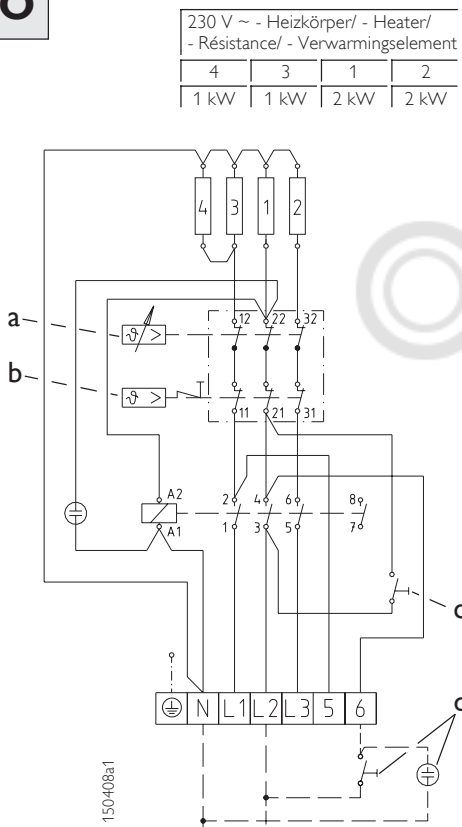 230 V ~ - Heizkörper/ - Heater/
- Résistance/ - Verwarmingselement
4 3 1 2
1 kW 1 kW 2 kW 2 kW
4 3 1 2
12 22 32
a
ϑ >
b
ϑ >
11 21 31
A2
2 4 6 8
A1
1 3 5 7
N L1 L2 L3 5 6
150408a1